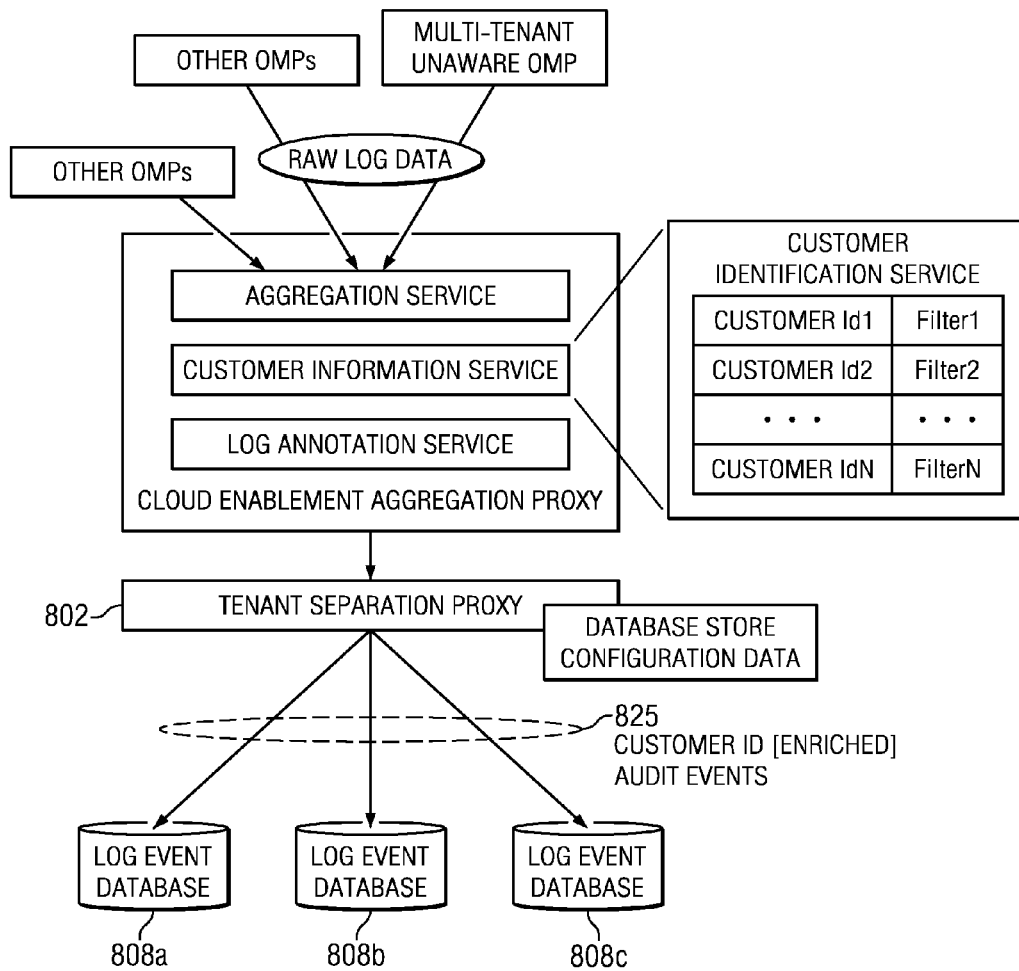 OTHER OMPs
MULTI-TENANT
UNAWARE OMP
RAW LOG DATA
OTHER OMPs
AGGREGATION SERVICE
CUSTOMER INFORMATION SERVICE
LOG ANNOTATION SERVICE
CLOUD ENABLEMENT AGGREGATION PROXY
CUSTOMER
IDENTIFICATION SERVICE
CUSTOMER Id1 Filter1
CUSTOMER Id2 Filter2
• • • • • •
CUSTOMER IdN FilterN
802
TENANT SEPARATION PROXY
DATABASE STORE
CONFIGURATION DATA
825
CUSTOMER ID [ENRICHED]
AUDIT EVENTS
LOG EVENT
DATABASE
LOG EVENT
DATABASE
LOG EVENT
DATABASE
808a
808b
808c